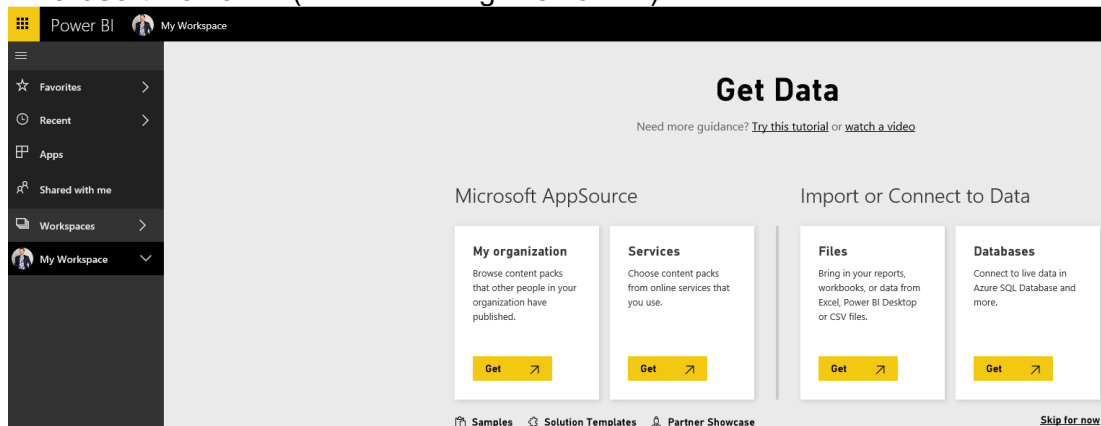 Power BI My Workspace
Favorites
Recent
Apps
Shared with me
Workspaces
My Workspace
Get Data
Need more guidance? Try this tutorial or watch a video
Microsoft AppSource
My organization
Browse content packs
that other people in your
organization have
published.
Get
Services
Choose content packs
from online services that
you use.
Get
Import or Connect to Data
Files
Bring in your reports,
workbooks, or data from
Excel, Power BI Desktop
or CSV files.
Get
Databases
Connect to live data in
Azure SQL Database and
more.
Get
Samples Solution Templates Partner Showcase
Skip for now